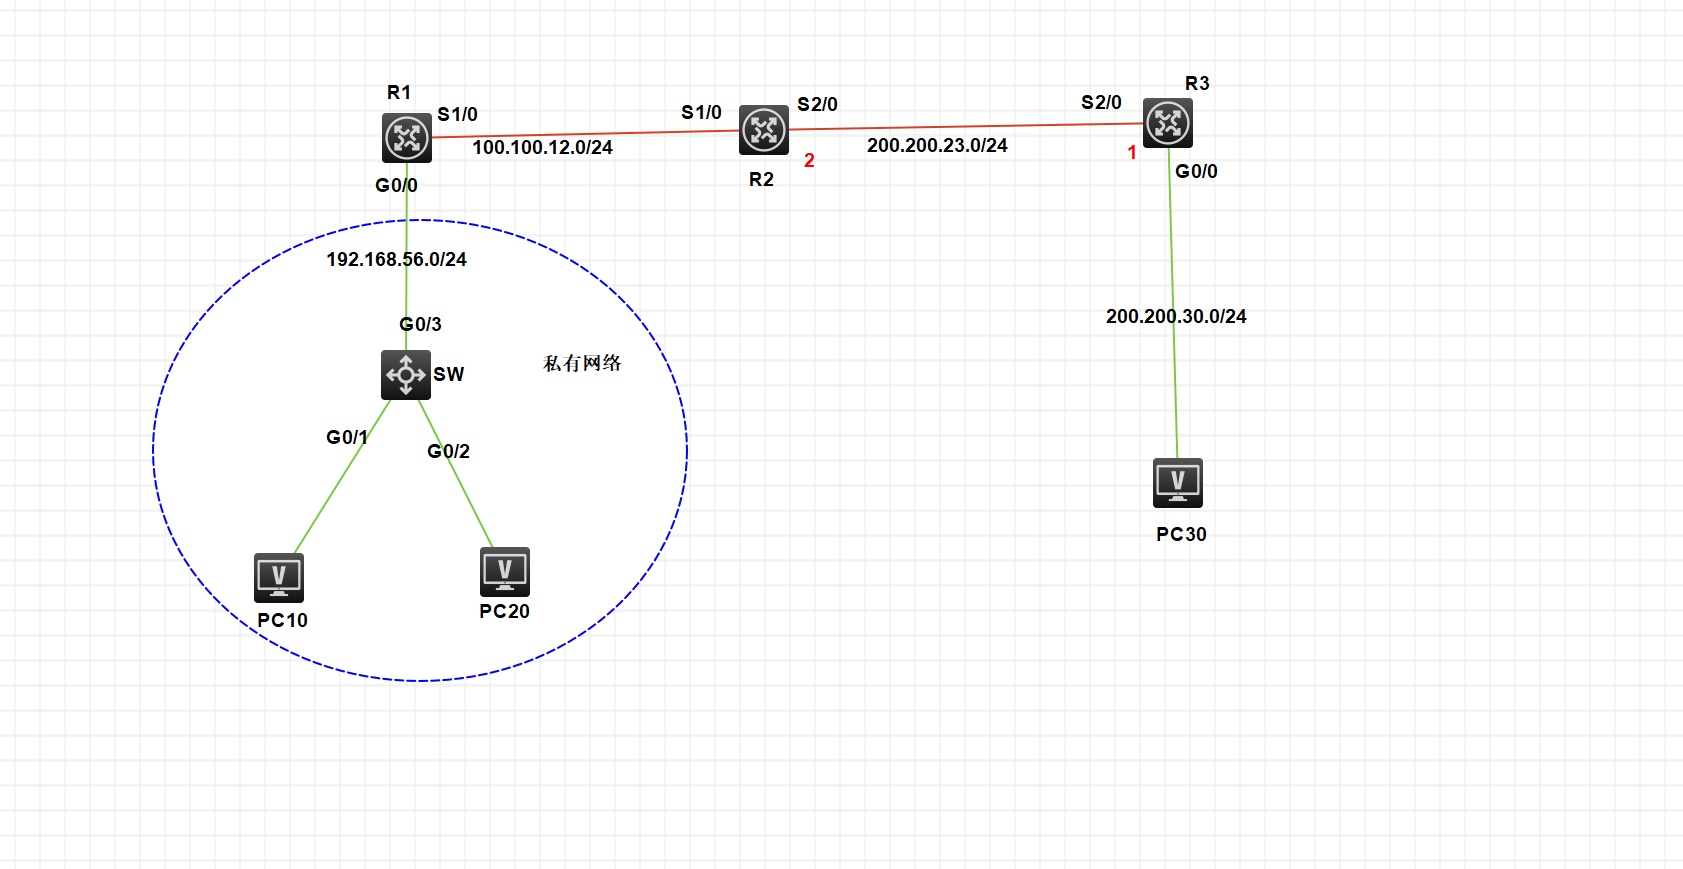 R1
S1/0
G0/0
100.100.12.0/24
S1/0
S2/0
2
R2
200.200.23.0/24
S2/0
R3
1
G0/0
192.168.56.0/24
G0/3
SW
私有网络
G0/1
G0/2
PC10
PC20
200.200.30.0/24
PC30